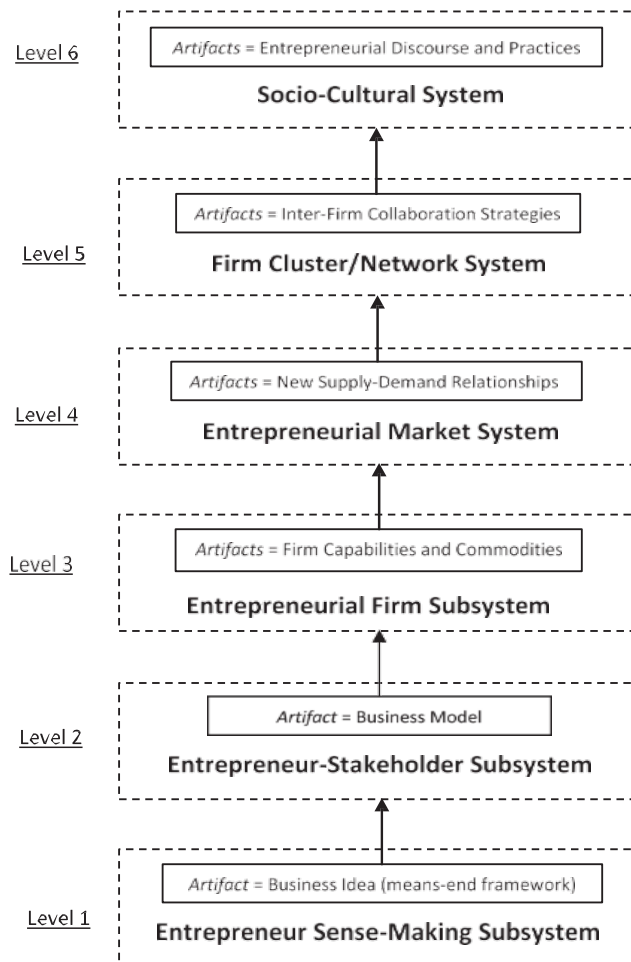 Level 6
Artifacts = Entrepreneurial Discourse and Practices
Socio-Cultural System
Artifacts = Inter-Firm Collaboration Strategies
Level 5
Firm Cluster/Network System
Artifacts = New Supply-Demand Relationships
Level 4
Entrepreneurial Market System
Artifacts = Firm Capabilities and Commodities
Level 3
Entrepreneurial Firm Subsystem
Artifact = Business Model
Level 2
Entrepreneur-Stakeholder Subsystem
Artifact = Business Idea (means-end framework)
Level 1
Entrepreneur Sense-Making Subsystem